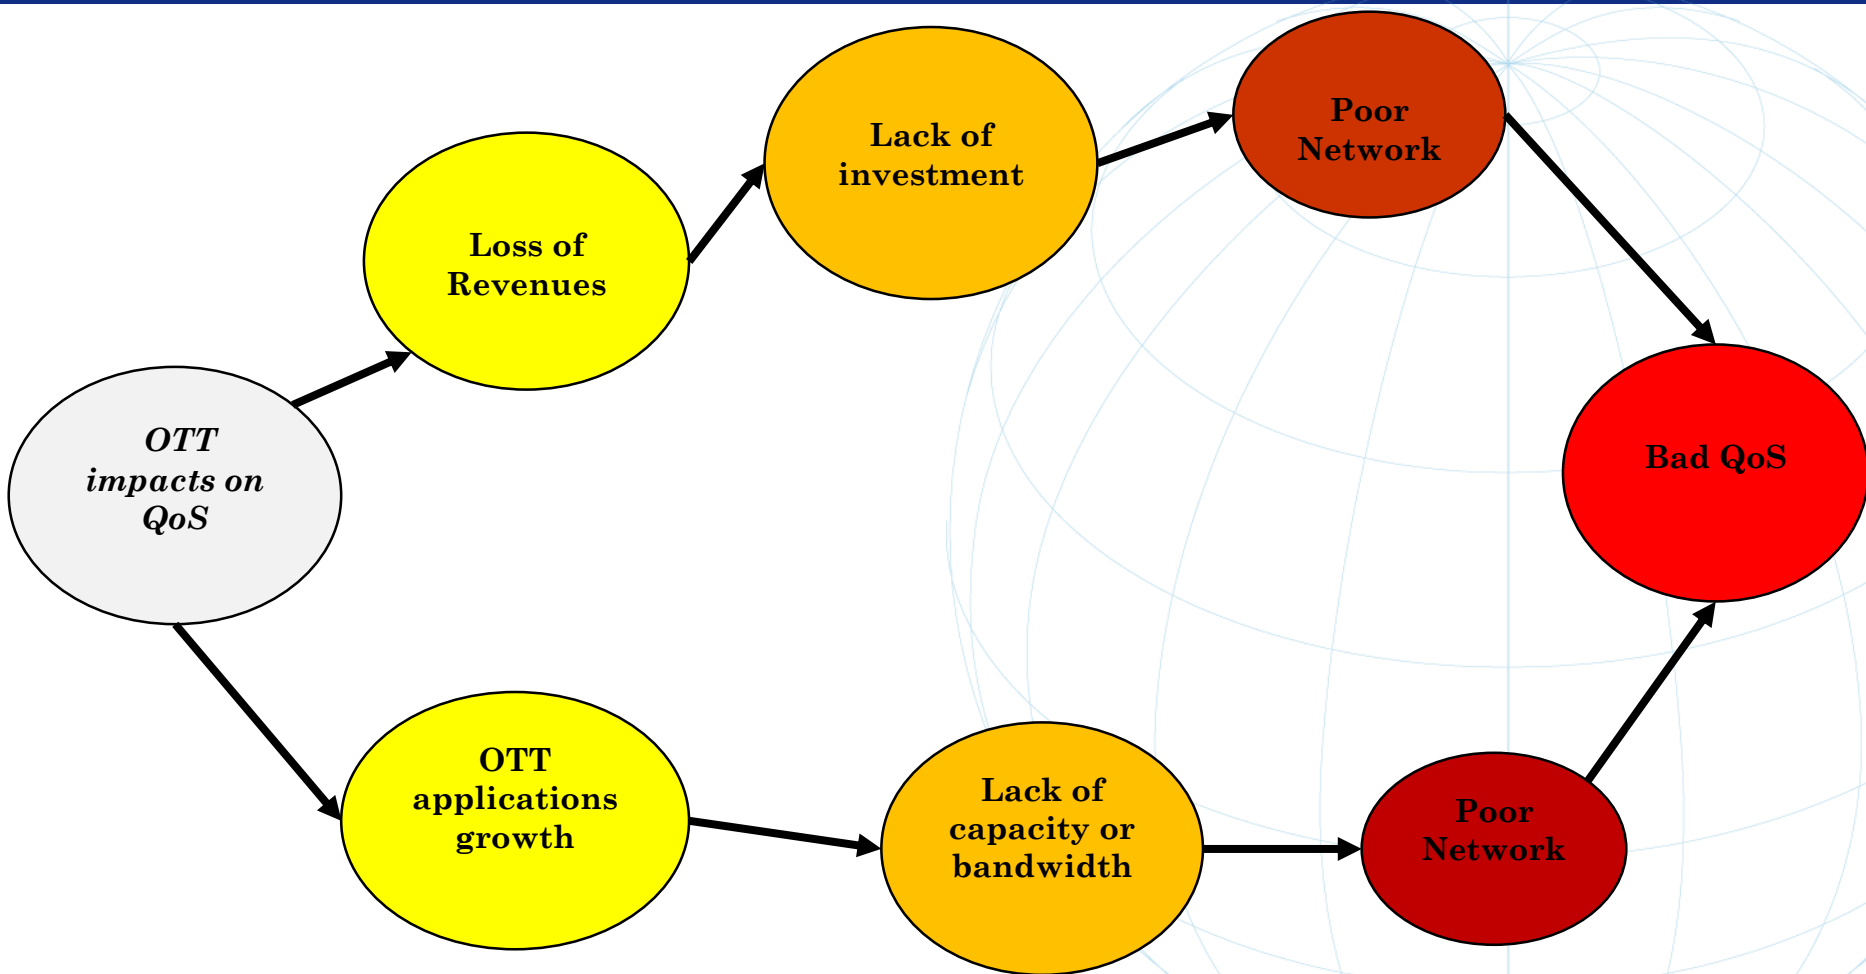 OTT
impacts on
QoS
Loss of
Revenues
Lack of
investment
Poor
Network
Bad QoS
OTT
applications
growth
Lack of
capacity or
bandwidth
Poor
Network